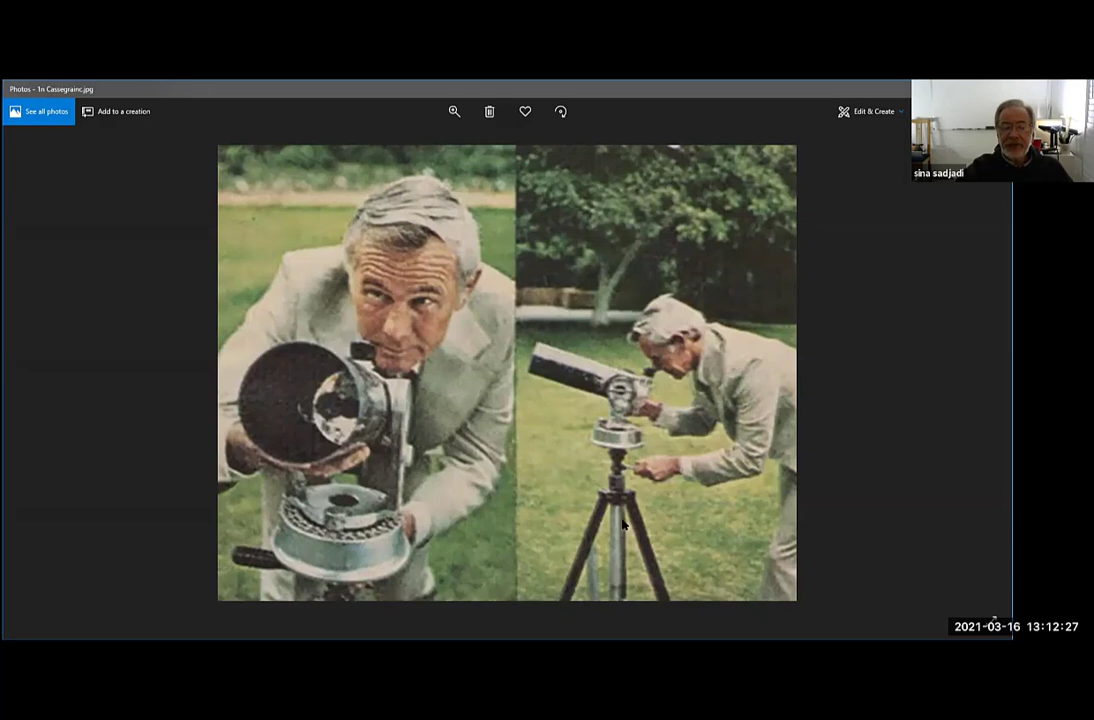 Photos - 1n Cassegrainc.jpg
See all photos
Add to a creation
Edit & Create
sina sadjadi
2021-03-16 13:12:27